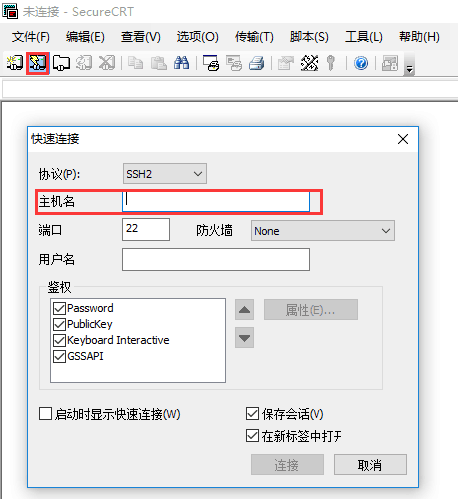 未连接 - SecureCRT
文件(F) 编辑(E) 查看(V) 选项(O) 传输(T) 脚本(S) 工具(L) 帮助(H)
快速连接
协议(P): SSH2
主机名
端口 22 防火墙 None
用户名
鉴权
Password
PublicKey
Keyboard Interactive
GSSAPI
属性(E)...
启动时显示快速连接(W) 保存会话(V)
在新标签中打开
连接 取消